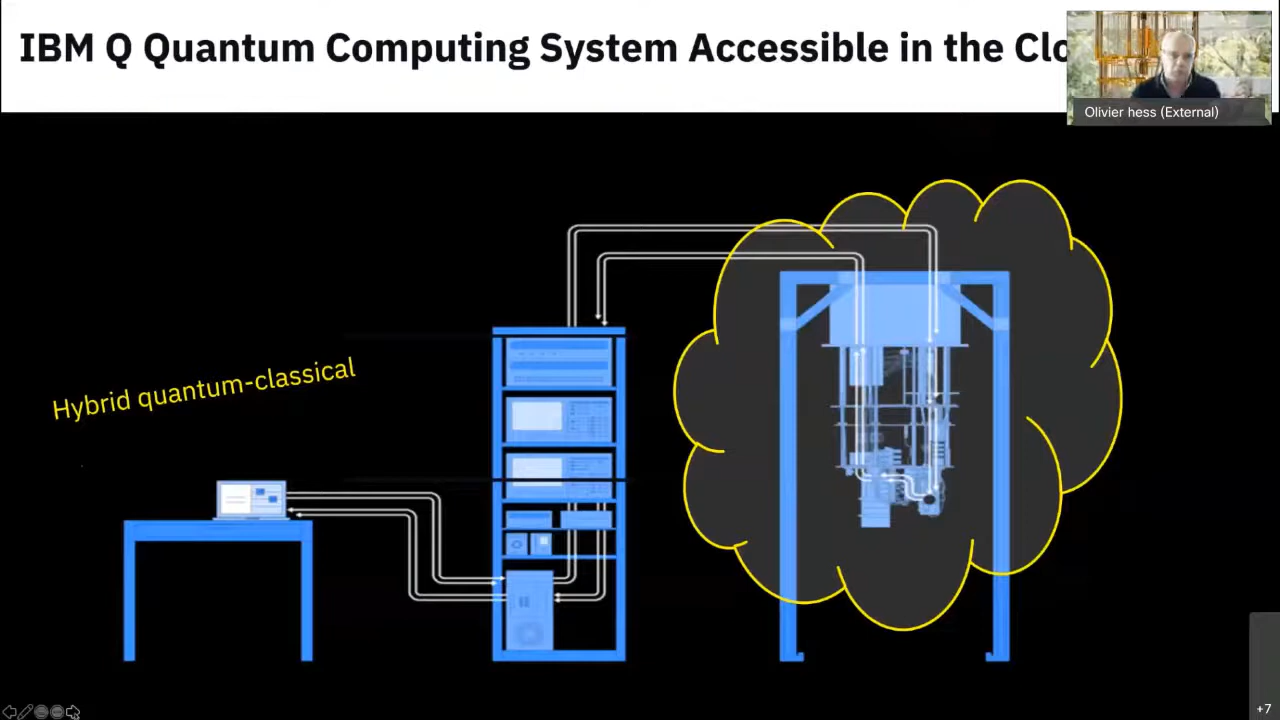 IBM Q Quantum Computing System Accessible in the Clo
Olivier hess (External)
Hybrid quantum-classical
+7